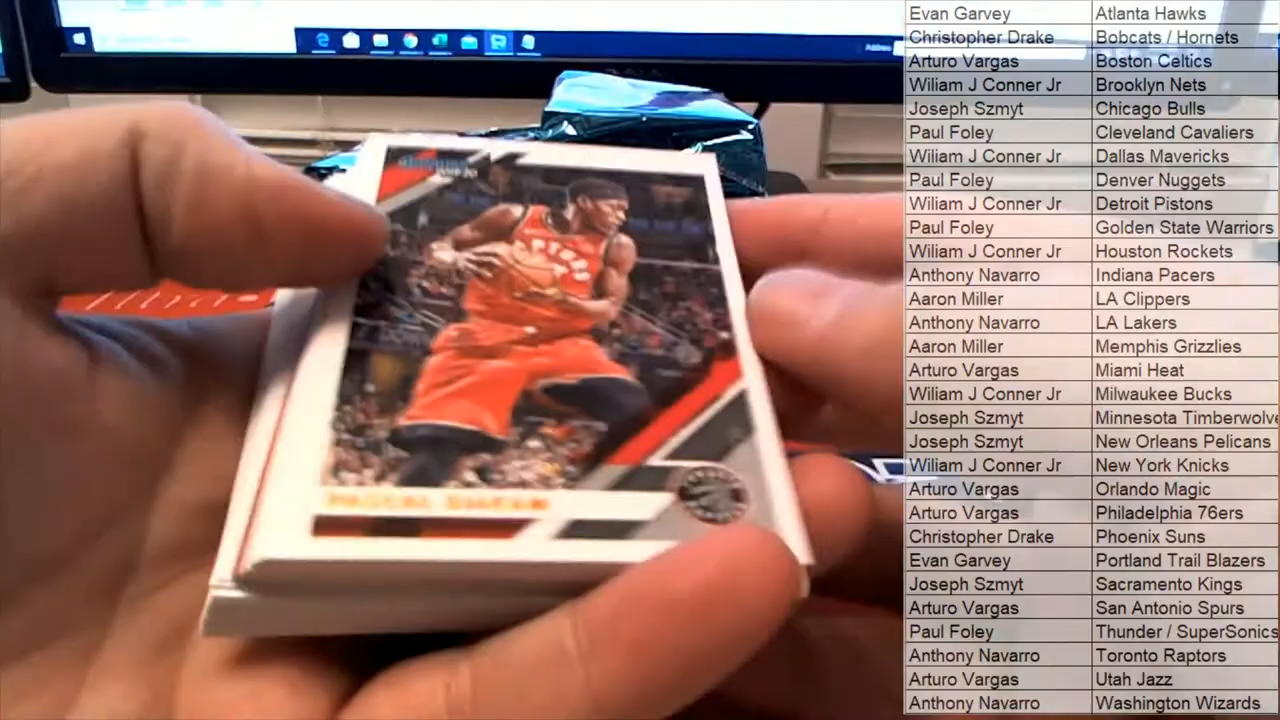 Evan Garvey Atlanta Hawks
Christopher Drake Bobcats / Hornets
Arturo Vargas Boston Celtics
Wiliam J Conner Jr Brooklyn Nets
Joseph Szmyt Chicago Bulls
Paul Foley Cleveland Cavaliers
Wiliam J Conner Jr Dallas Mavericks
Paul Foley Denver Nuggets
Wiliam J Conner Jr Detroit Pistons
Paul Foley Golden State Warriors
Wiliam J Conner Jr Houston Rockets
Anthony Navarro Indiana Pacers
Aaron Miller LA Clippers
Anthony Navarro LA Lakers
Aaron Miller Memphis Grizzlies
Arturo Vargas Miami Heat
Wiliam J Conner Jr Milwaukee Bucks
Joseph Szmyt Minnesota Timberwolve
Joseph Szmyt New Orleans Pelicans
Wiliam J Conner Jr New York Knicks
Arturo Vargas Orlando Magic
Arturo Vargas Philadelphia 76ers
Christopher Drake Phoenix Suns
Evan Garvey Portland Trail Blazers
Joseph Szmyt Sacramento Kings
Arturo Vargas San Antonio Spurs
Paul Foley Thunder / SuperSonics
Anthony Navarro Toronto Raptors
Arturo Vargas Utah Jazz
Anthony Navarro Washington Wizards
Address
PASCAL SIAKAM